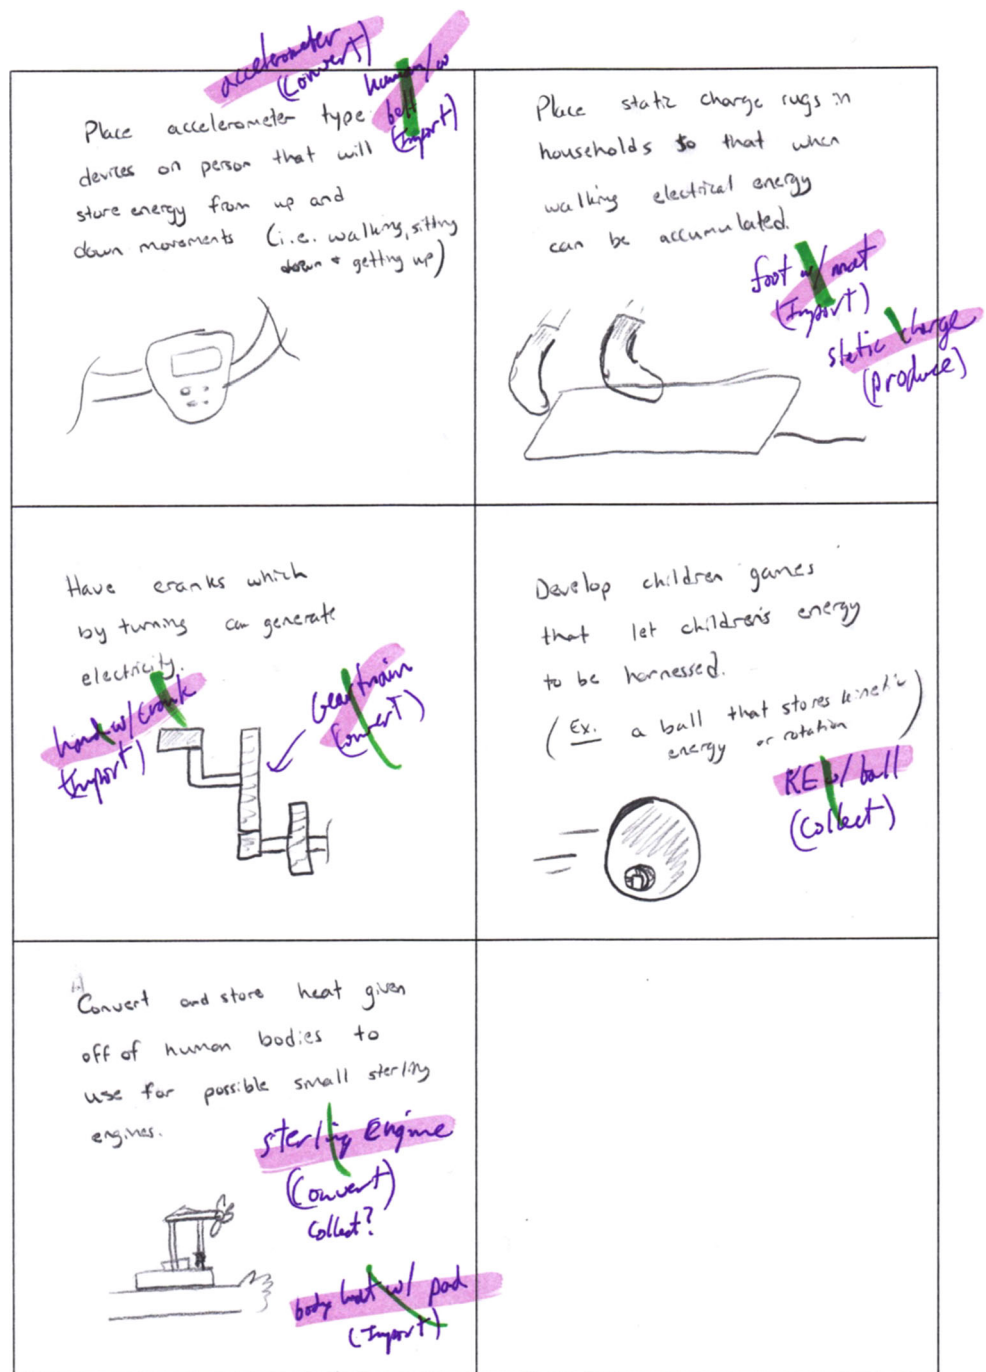 accelerometer
(Convert)
human/w
belt
(Import)
Place accelerometer type
devices on person that will
store energy from up and
down movements (i.e. walking, sitting
down + getting up)
Place static charge rugs in
households so that when
walking electrical energy
can be accumulated.
foot w/ mat
(Import)
static charge
(produce)
Have cranks which
by turning can generate
electricity.
hand w/ crank
(Import)
Gear train
(convert)
Develop children games
that let children's energy
to be harnessed.
(Ex. a ball that stores kinetic
energy or rotation)
KE w/ ball
(Collect)
Convert and store heat given
off of human bodies to
use for possible small sterling
engines.
sterling Engine
(Convert)
Collect?
body heat w/ pad
(Import)